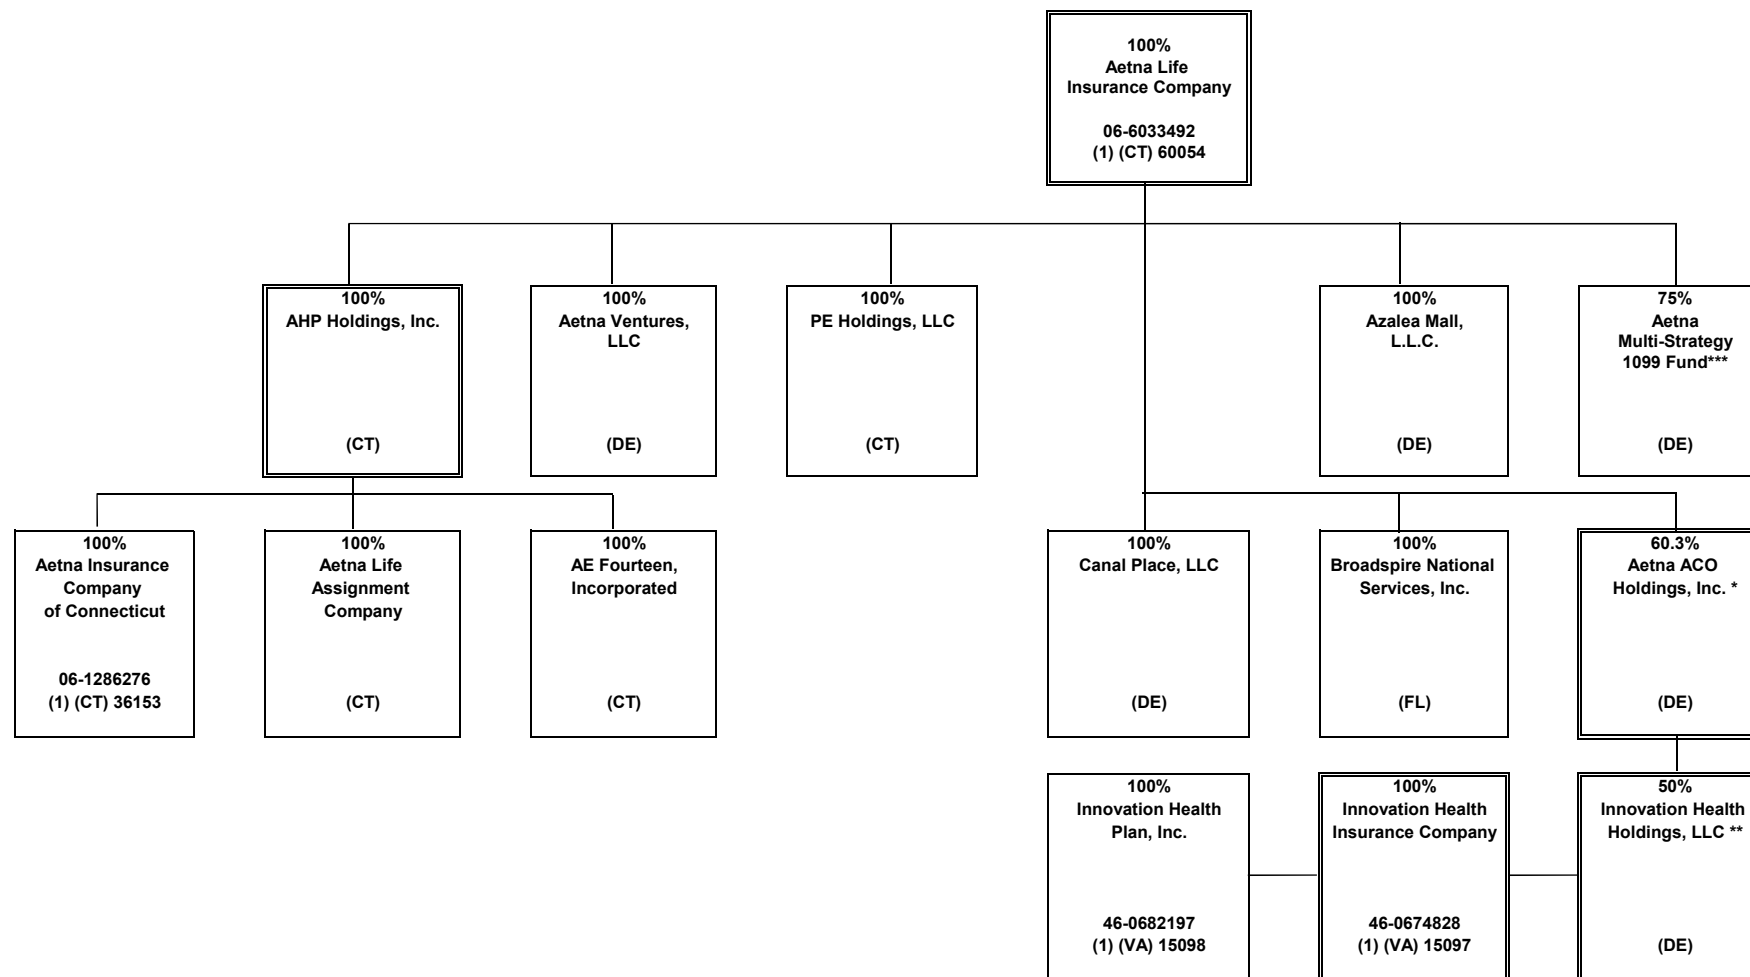 100%
Aetna Life
Insurance Company
06-6033492
(1) (CT) 60054
100%
AHP Holdings, Inc.
(CT)
100%
Aetna Ventures,
LLC
(DE)
100%
PE Holdings, LLC
(CT)
100%
Azalea Mall,
L.L.C.
(DE)
75%
Aetna
Multi-Strategy
1099 Fund***
(DE)
100%
Aetna Insurance
Company
of Connecticut
06-1286276
(1) (CT) 36153
100%
Aetna Life
Assignment
Company
(CT)
100%
AE Fourteen,
Incorporated
(CT)
100%
Canal Place, LLC
(DE)
100%
Broadspire National
Services, Inc.
(FL)
60.3%
Aetna ACO
Holdings, Inc. *
(DE)
100%
Innovation Health
Plan, Inc.
46-0682197
(1) (VA) 15098
100%
Innovation Health
Insurance Company
46-0674828
(1) (VA) 15097
50%
Innovation Health
Holdings, LLC **
(DE)